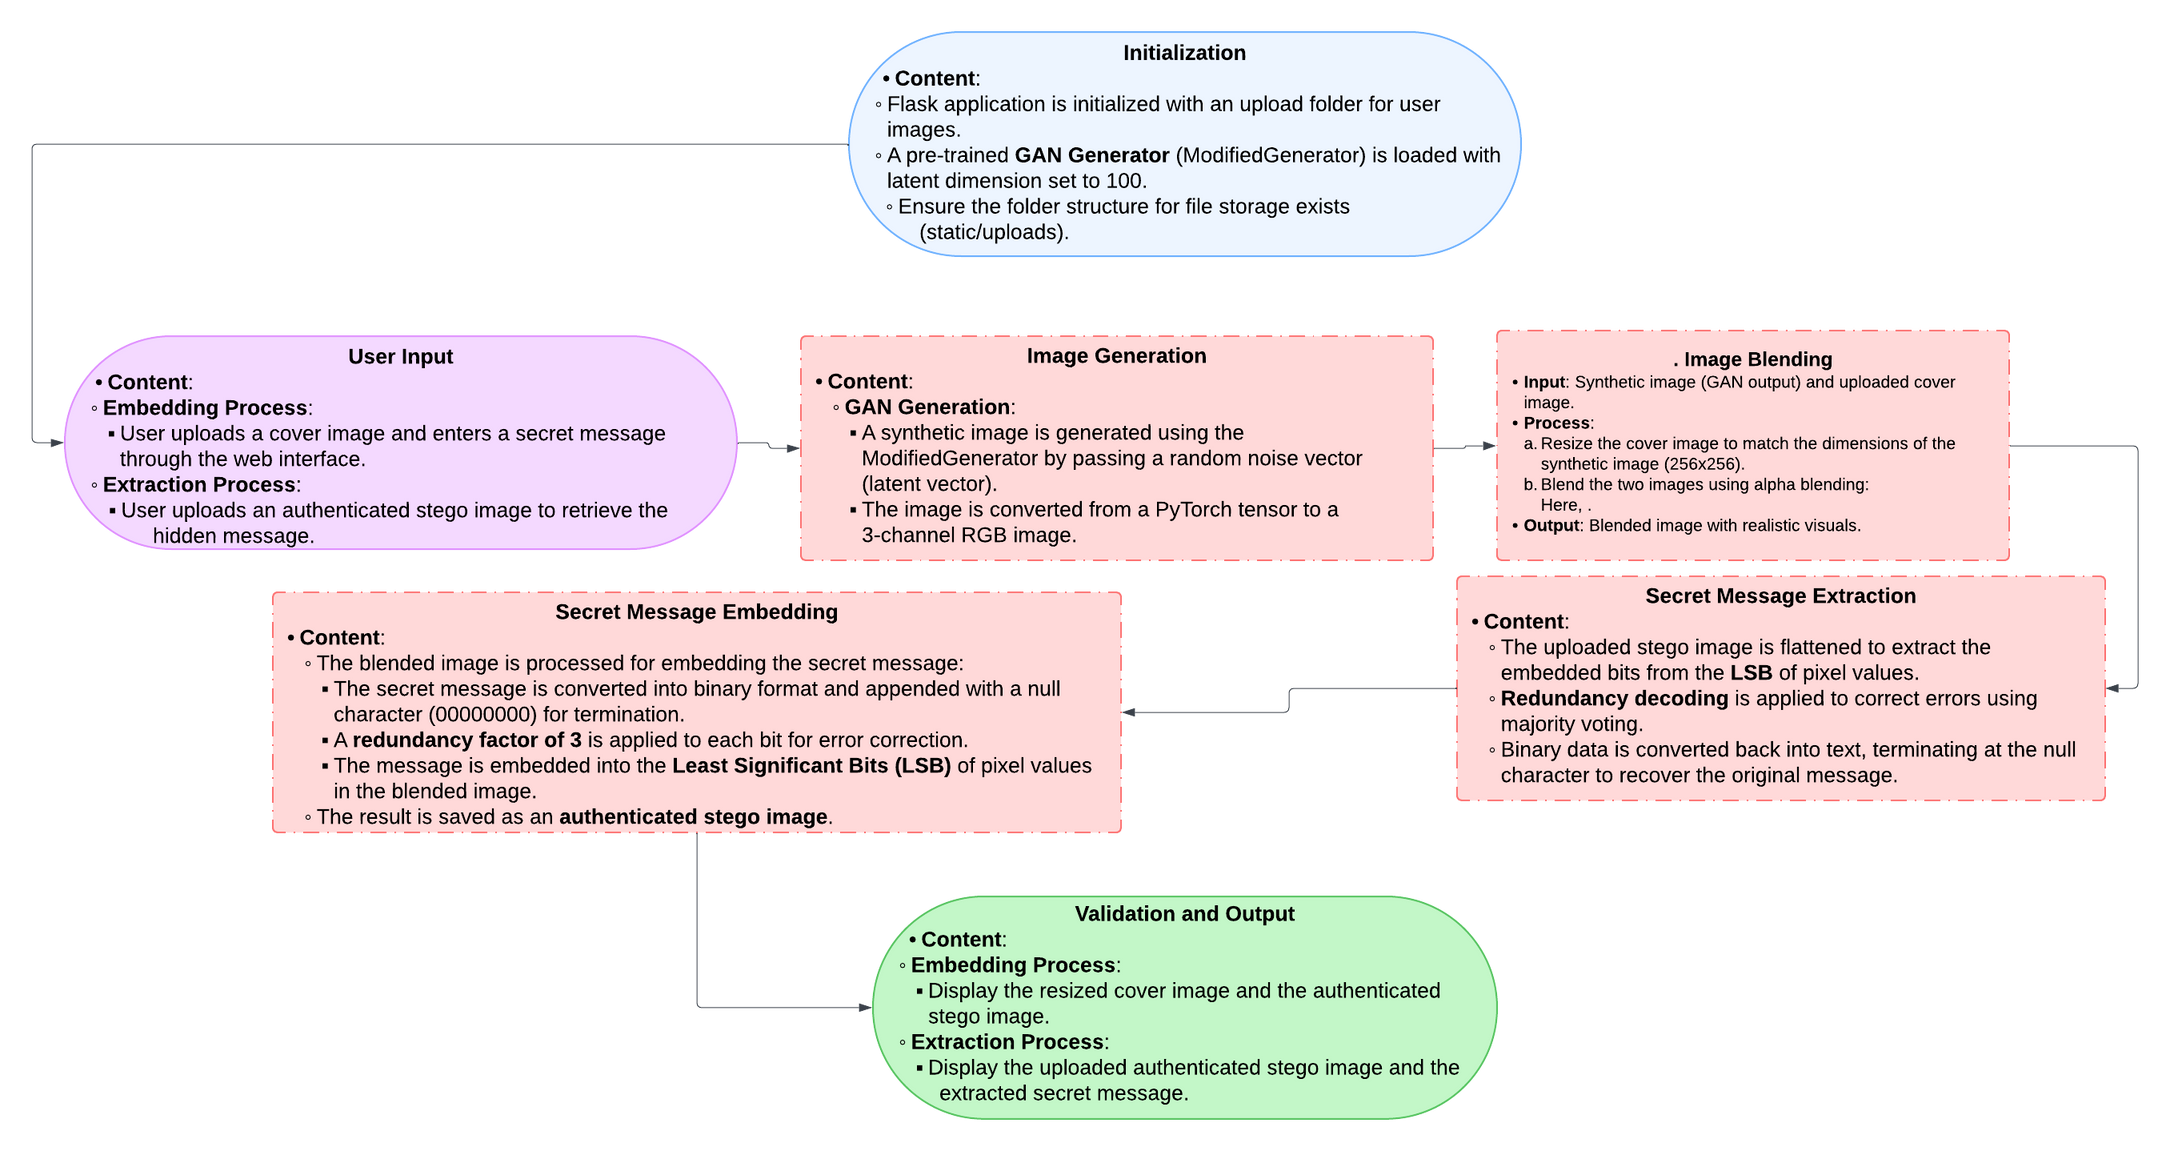 Initialization
• Content:
◦ Flask application is initialized with an upload folder for user
images.
◦ A pre-trained GAN Generator (ModifiedGenerator) is loaded with
latent dimension set to 100.
◦ Ensure the folder structure for file storage exists
(static/uploads).
User Input
• Content:
◦ Embedding Process:
▪ User uploads a cover image and enters a secret message
through the web interface.
◦ Extraction Process:
▪ User uploads an authenticated stego image to retrieve the
hidden message.
Image Generation
• Content:
◦ GAN Generation:
▪ A synthetic image is generated using the
ModifiedGenerator by passing a random noise vector
(latent vector).
▪ The image is converted from a PyTorch tensor to a
3-channel RGB image.
. Image Blending
• Input: Synthetic image (GAN output) and uploaded cover
image.
• Process:
a. Resize the cover image to match the dimensions of the
synthetic image (256x256).
b. Blend the two images using alpha blending:
Here, .
• Output: Blended image with realistic visuals.
Secret Message Extraction
• Content:
◦ The uploaded stego image is flattened to extract the
embedded bits from the LSB of pixel values.
◦ Redundancy decoding is applied to correct errors using
majority voting.
◦ Binary data is converted back into text, terminating at the null
character to recover the original message.
Secret Message Embedding
• Content:
◦ The blended image is processed for embedding the secret message:
▪ The secret message is converted into binary format and appended with a null
character (00000000) for termination.
▪ A redundancy factor of 3 is applied to each bit for error correction.
▪ The message is embedded into the Least Significant Bits (LSB) of pixel values
in the blended image.
◦ The result is saved as an authenticated stego image.
Validation and Output
• Content:
◦ Embedding Process:
▪ Display the resized cover image and the authenticated
stego image.
◦ Extraction Process:
▪ Display the uploaded authenticated stego image and the
extracted secret message.